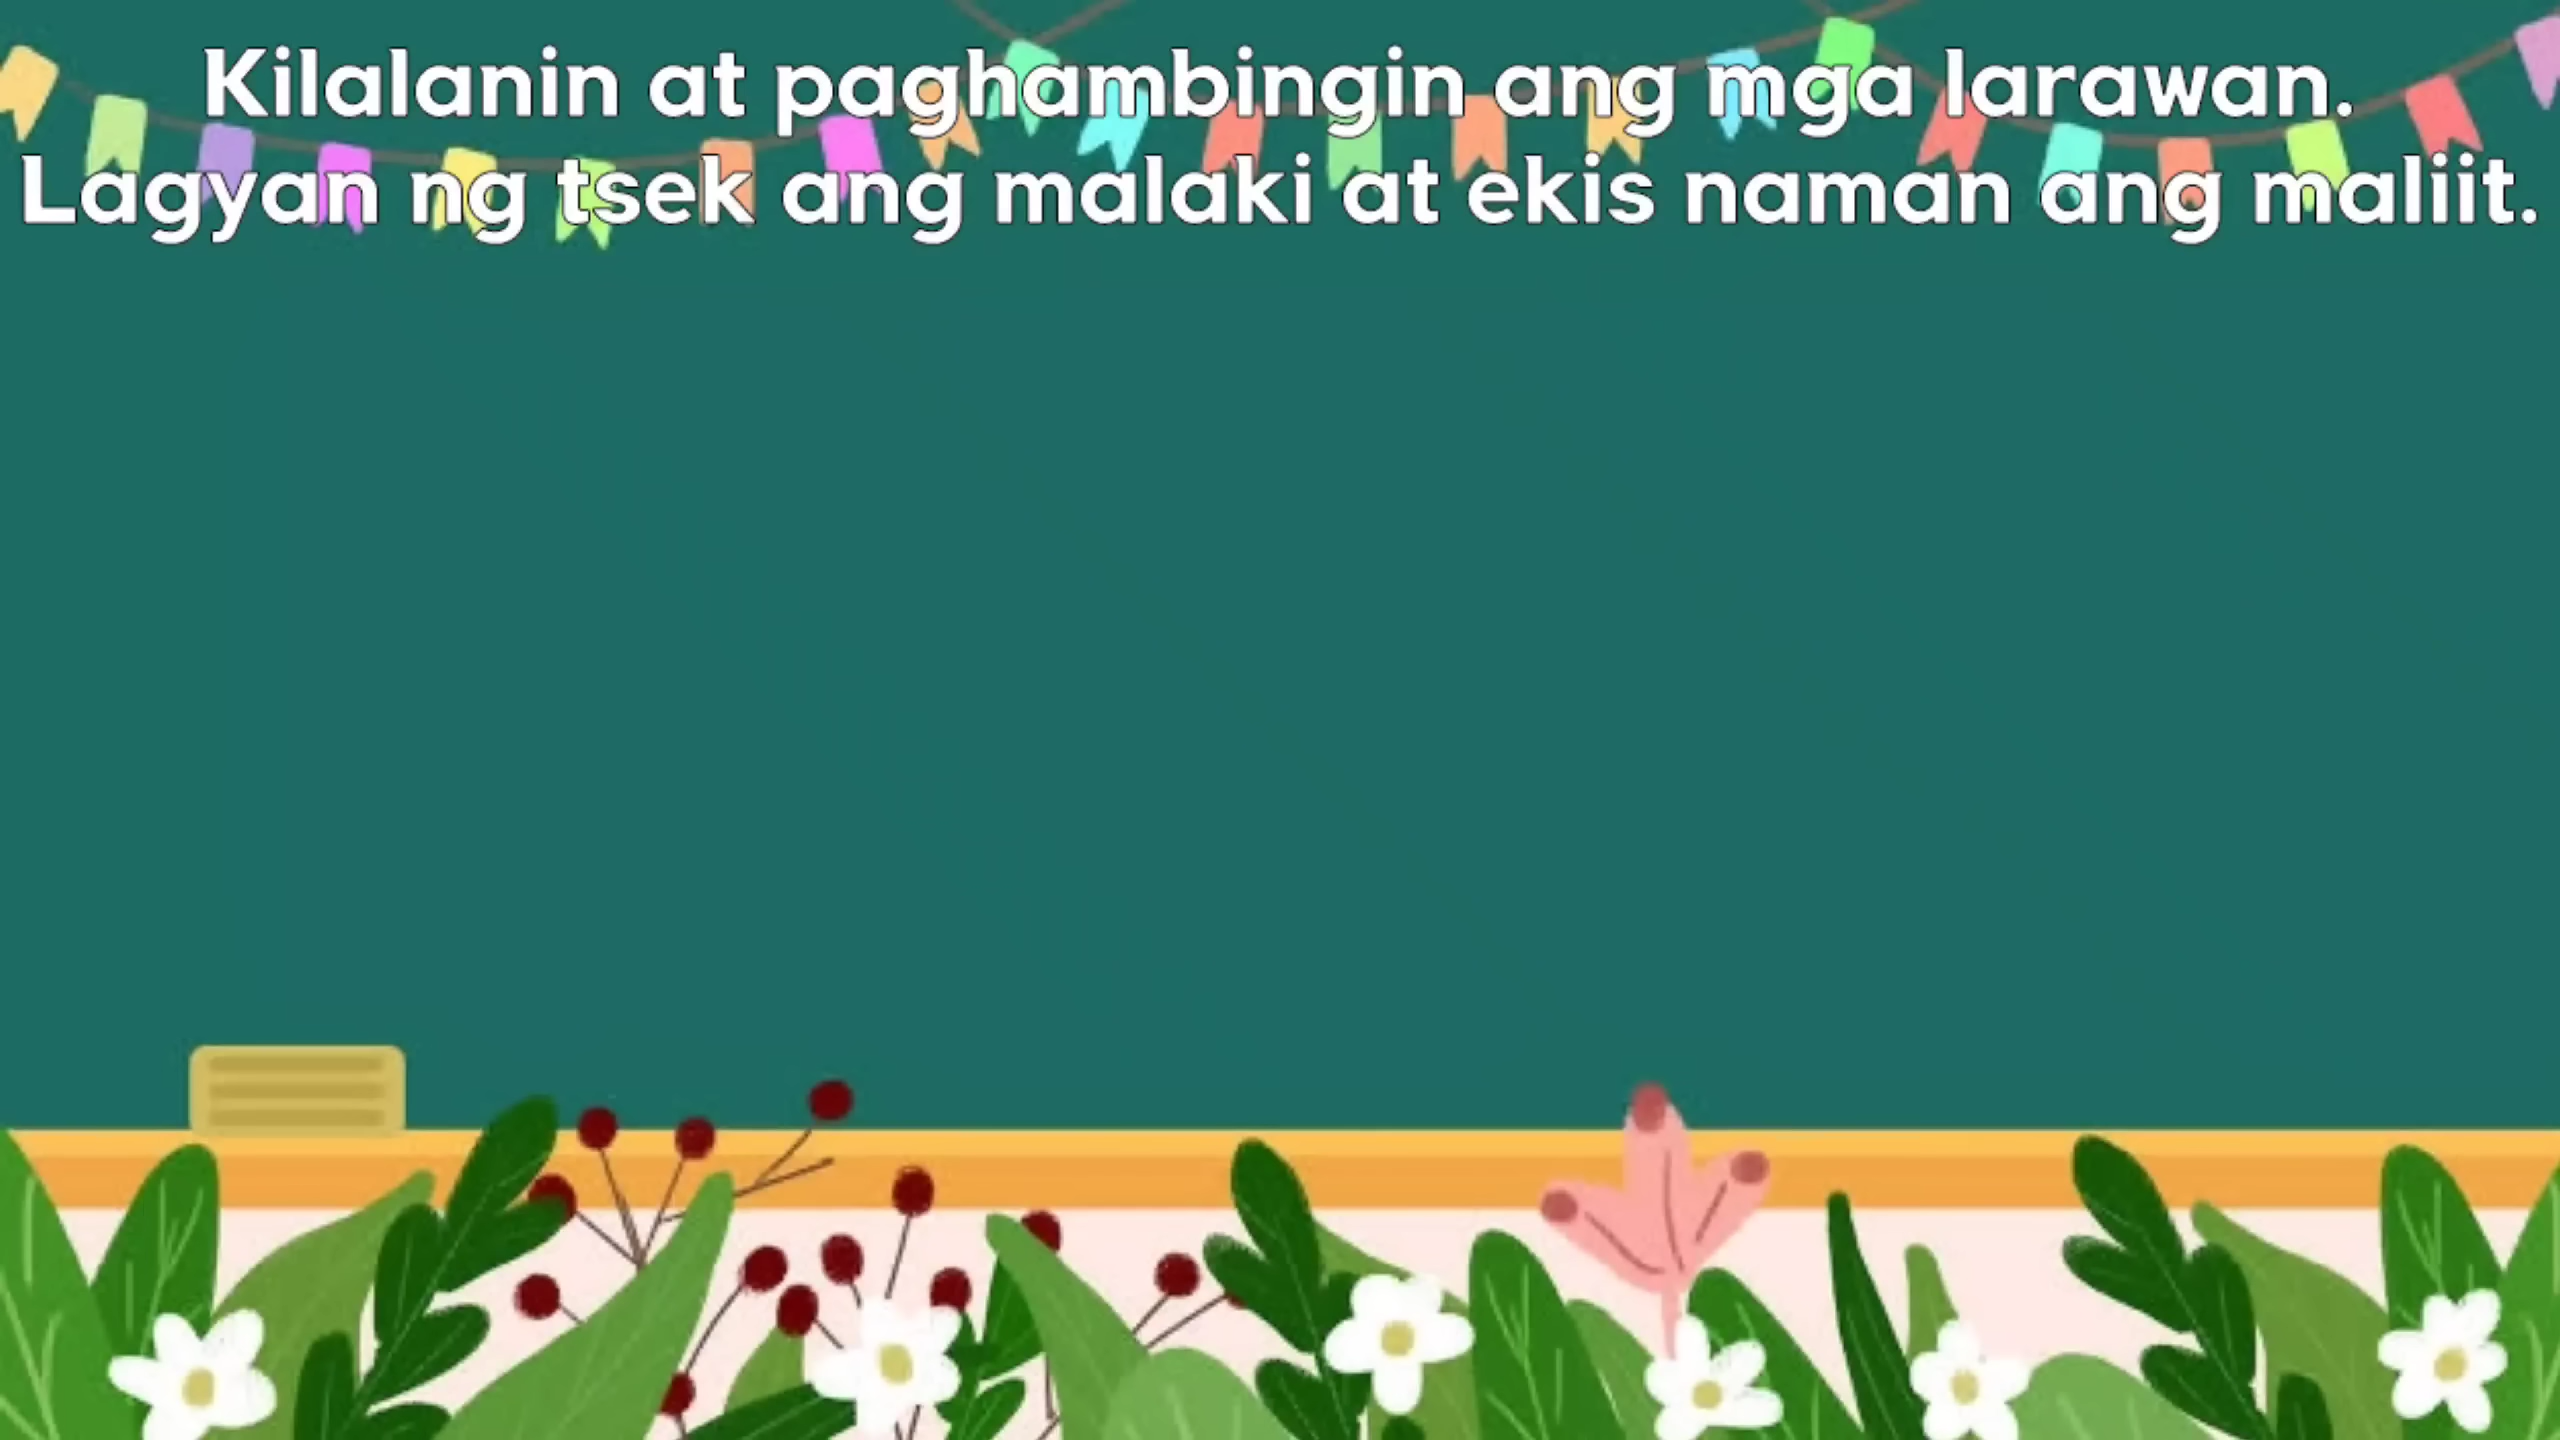 Kilalanin at paghambingin ang mga larawan.
Lagyan ng tsek ang malaki at ekis naman ang maliit.